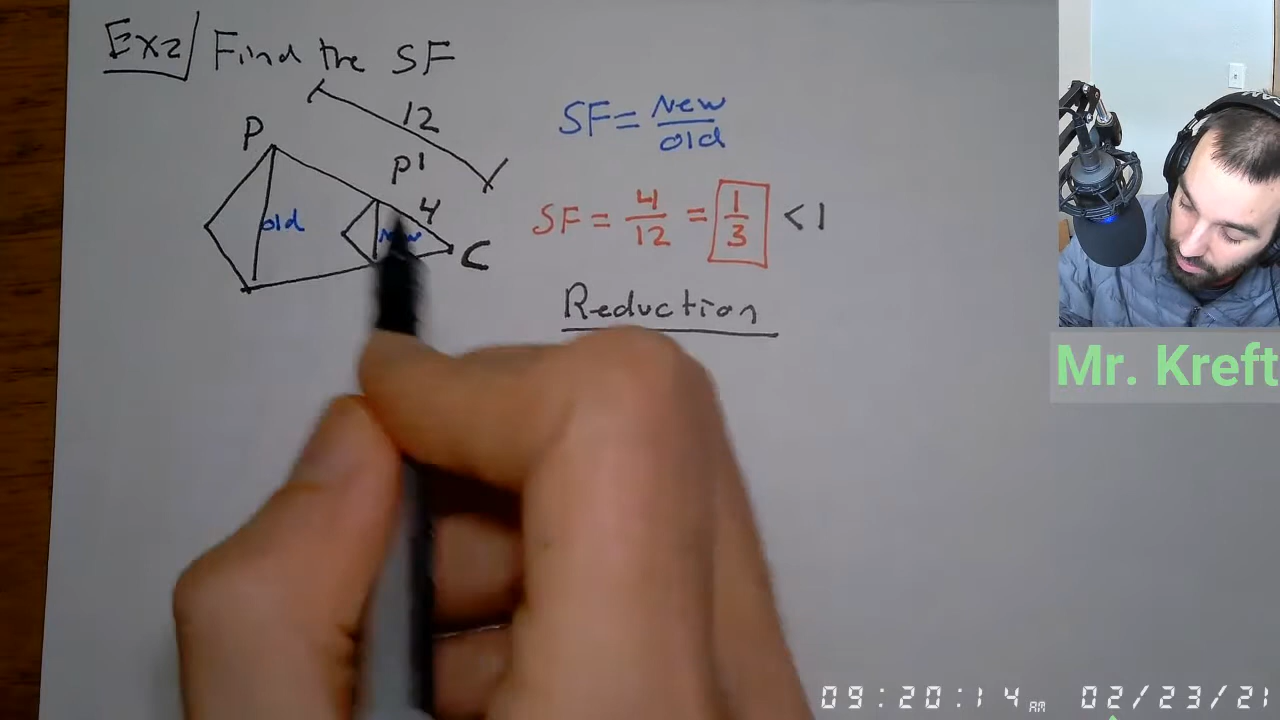 Ex2 Find the SF
12
P
P'
old
4
new
C
SF = New/old
SF = 4/12 = 1/3 < 1
Reduction
Mr. Kreft
09:20:14 AM 02/23/21